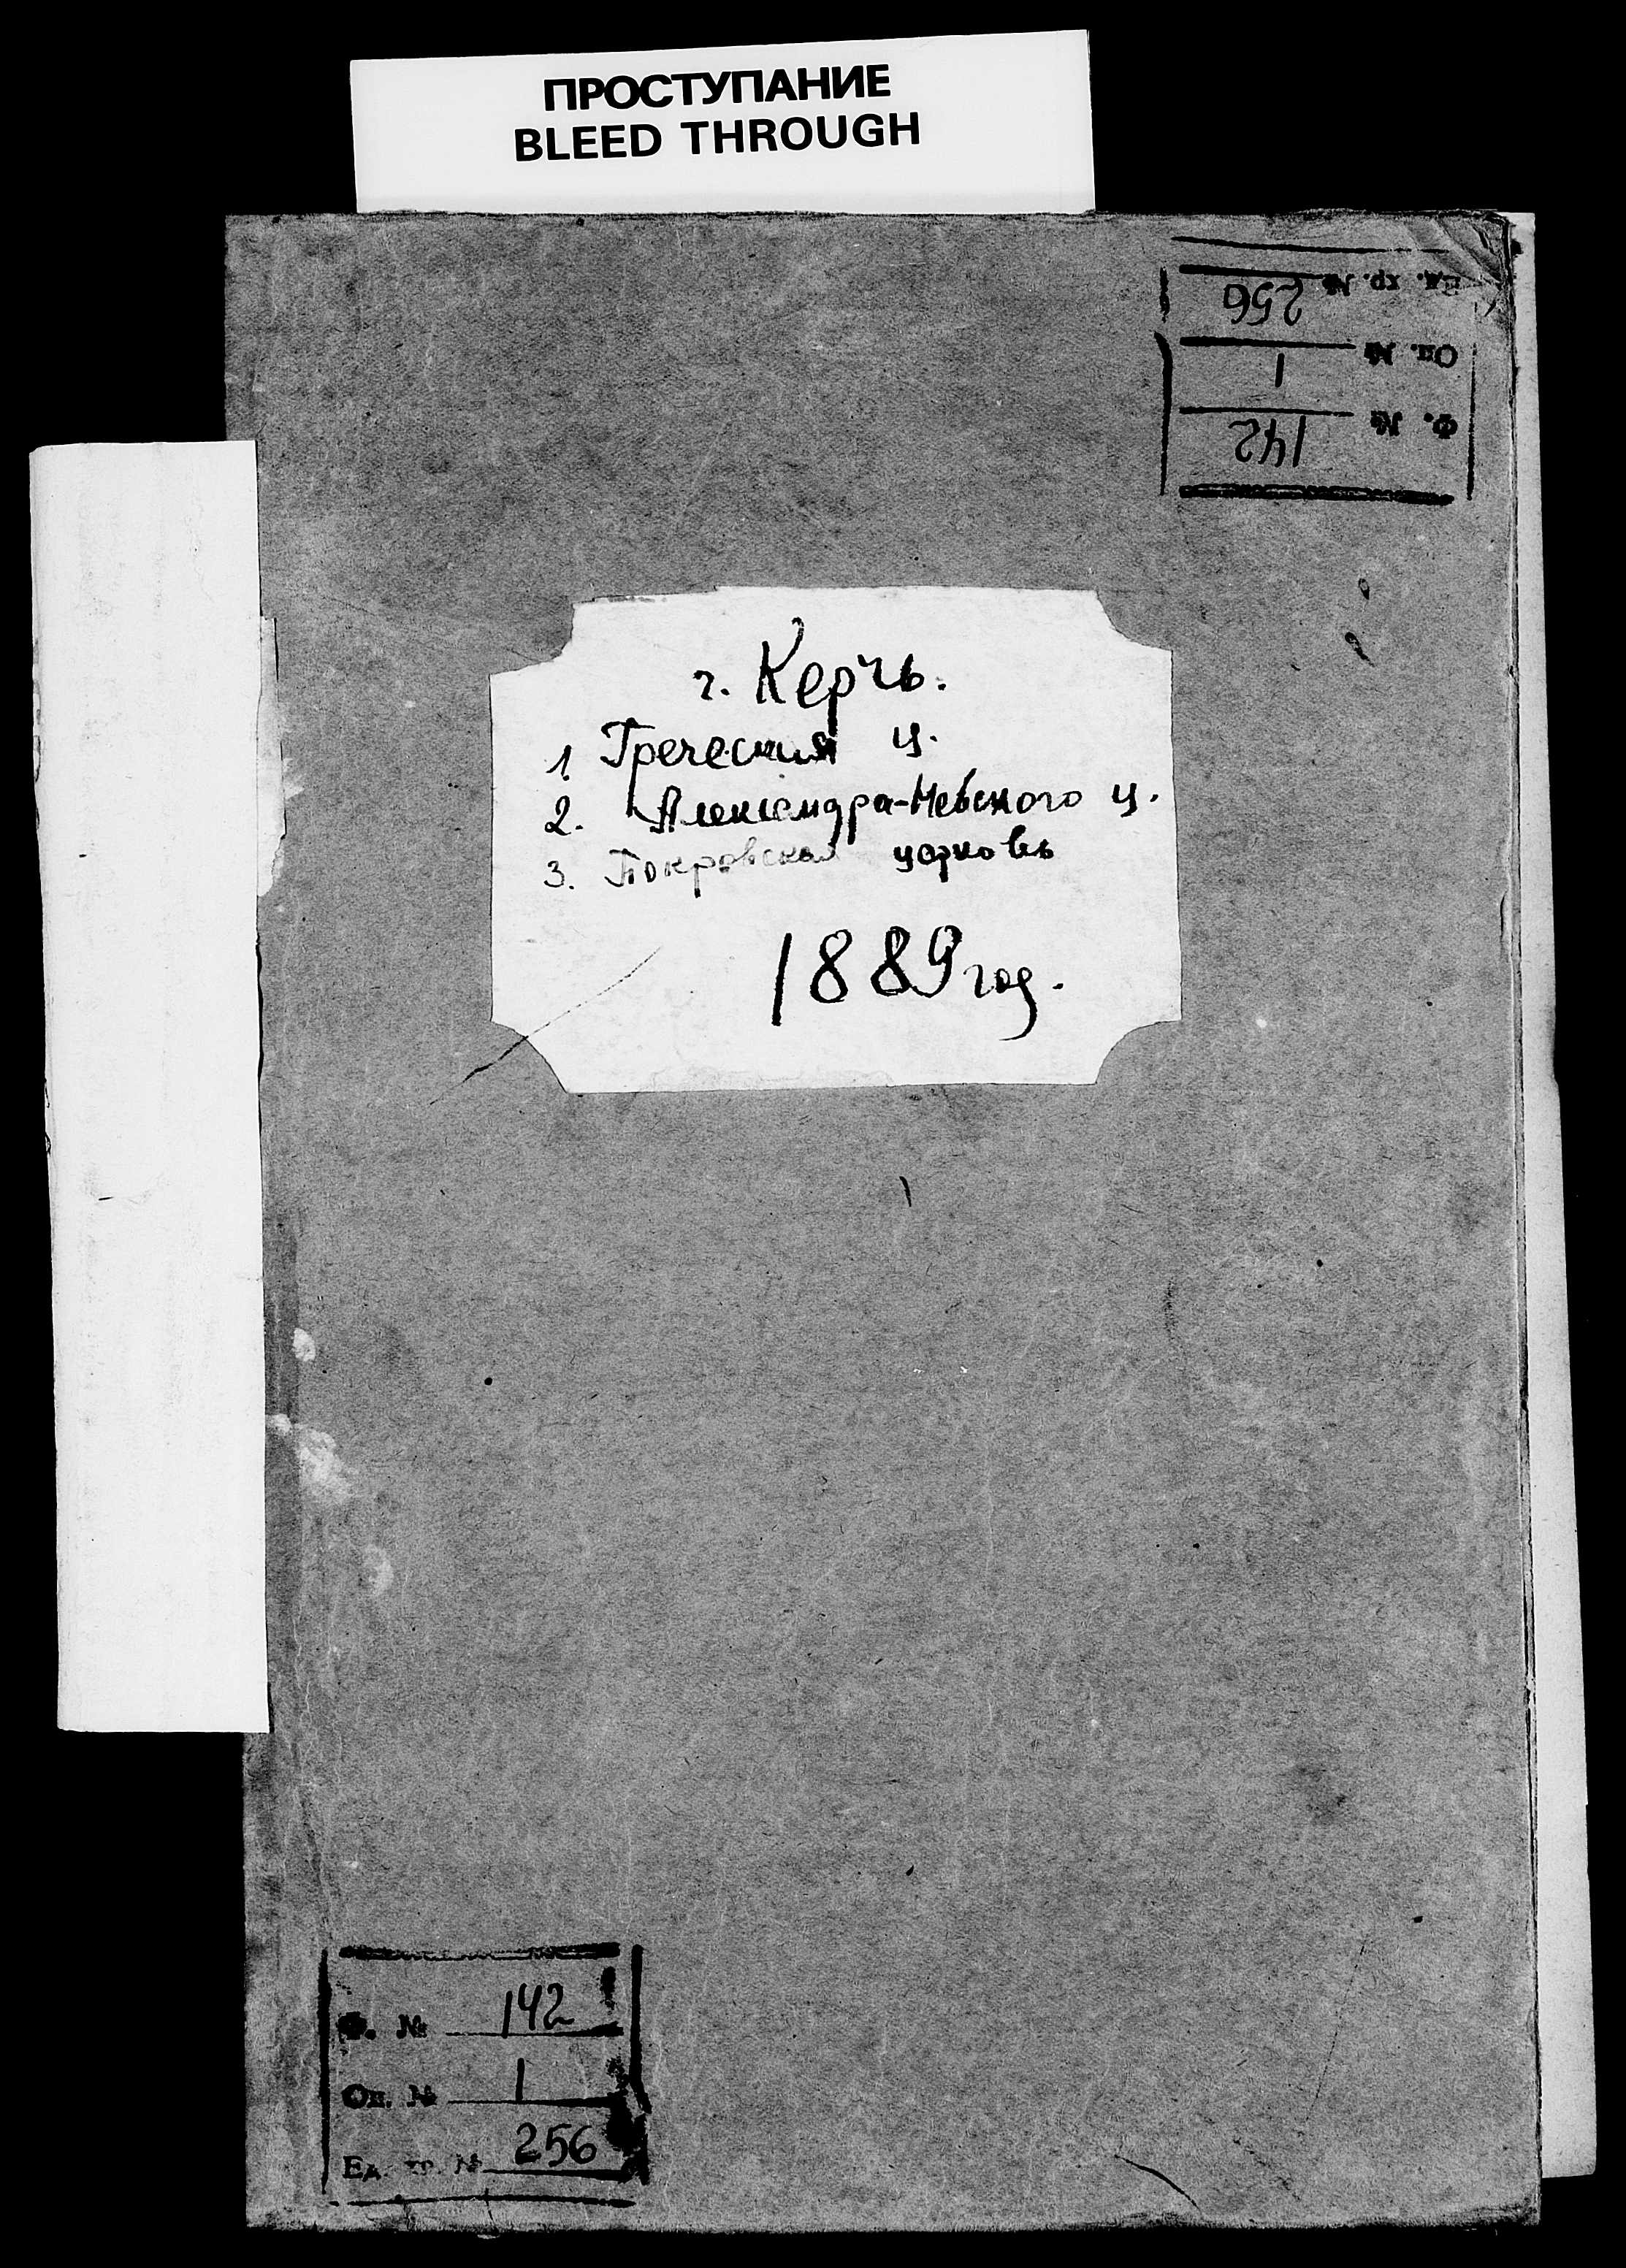 ПРОСТУПАНИЕ
BLEED THROUGH
Ед. хр. № 256
Оп. № 1
Ф. № 142
г. Керчь.
1. Греческия ц.
2. Александра-Невского ц.
3. Покровская церковь
1889 год.
Ф. № 142
Оп. № 1
Ед. хр. № 256